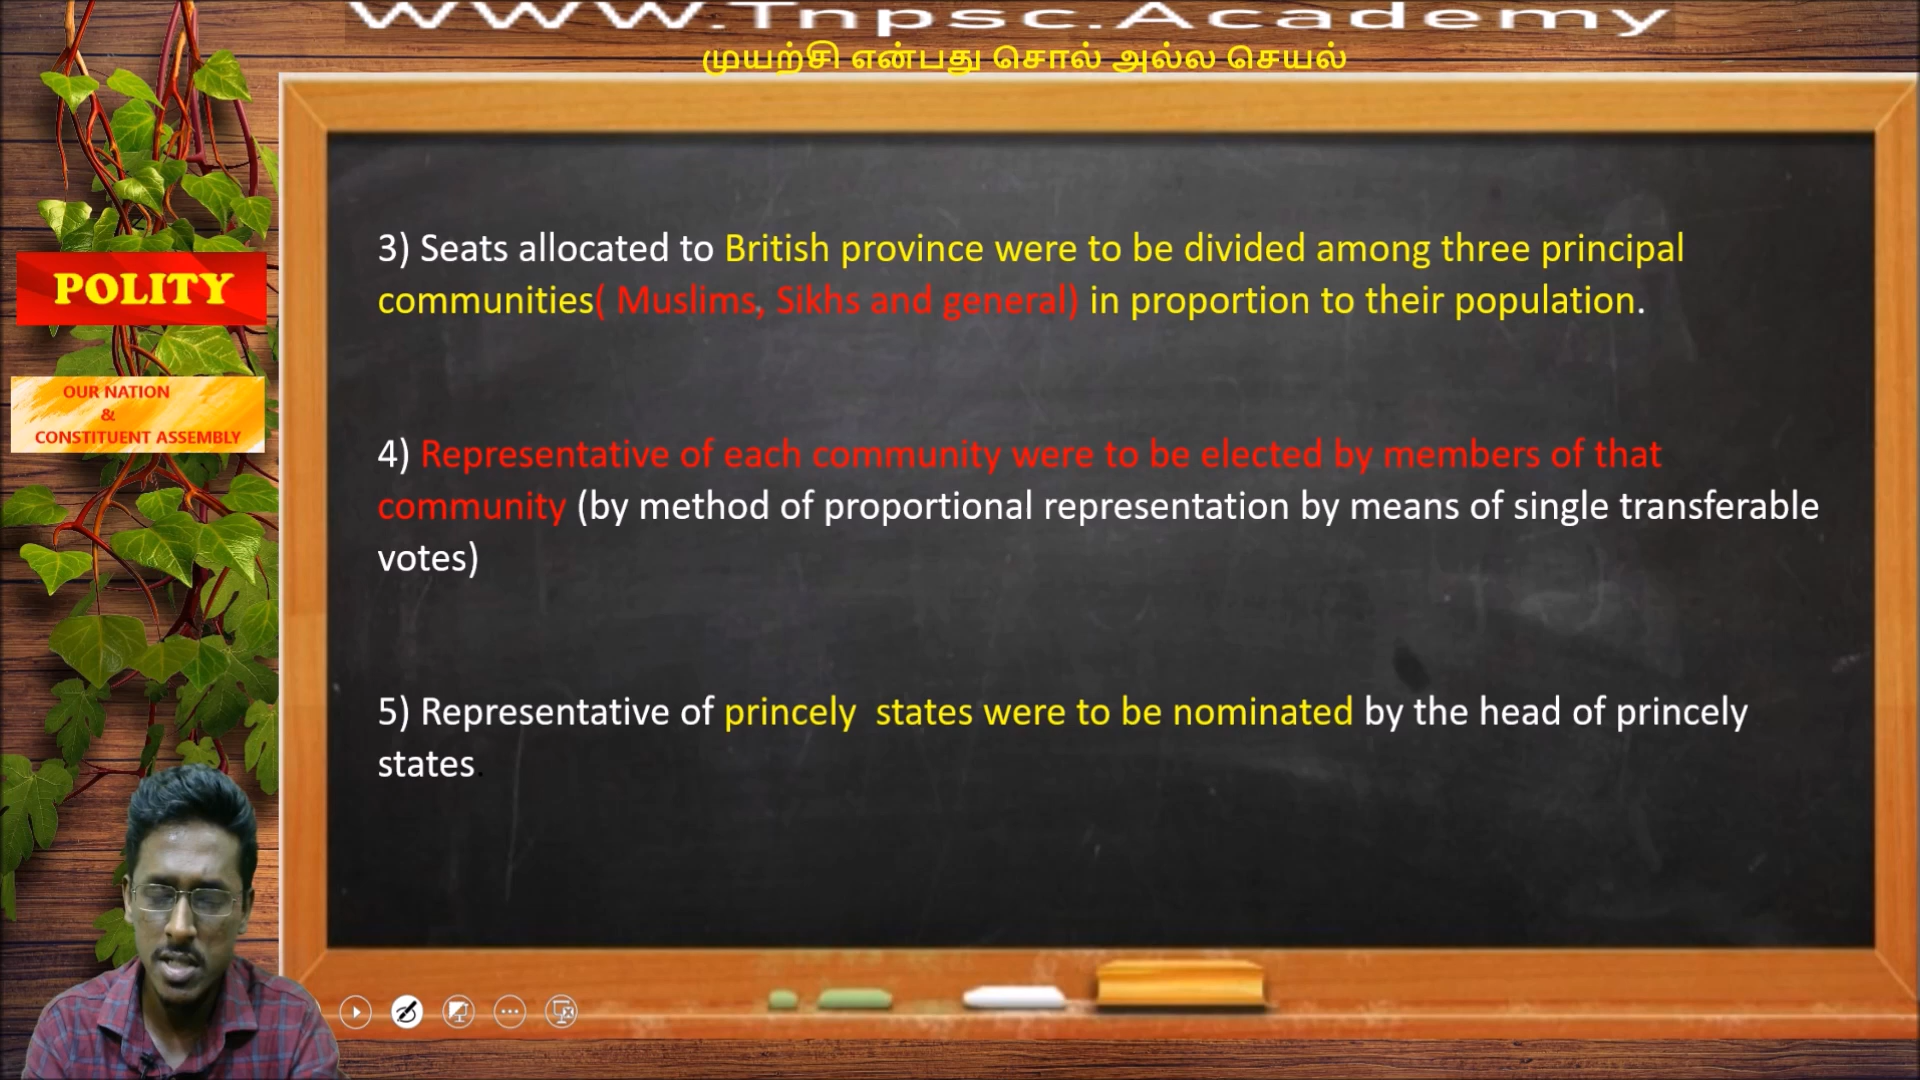 WWW.Tnpsc.Academy
முயற்சி என்பது சொல் அல்ல செயல்
3) Seats allocated to British province were to be divided among three principal
communities( Muslims, Sikhs and general) in proportion to their population.
POLITY
OUR NATION
&
CONSTITUENT ASSEMBLY
4) Representative of each community were to be elected by members of that
community (by method of proportional representation by means of single transferable
votes)
5) Representative of princely states were to be nominated by the head of princely
states.